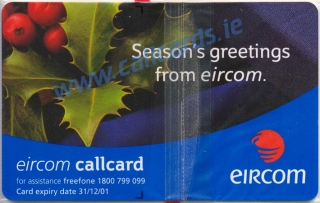 www.callcards.ie
Season's greetings
from eircom.
eircom callcard
for assistance freefone 1800 799 099
Card expiry date 31/12/01
eircom